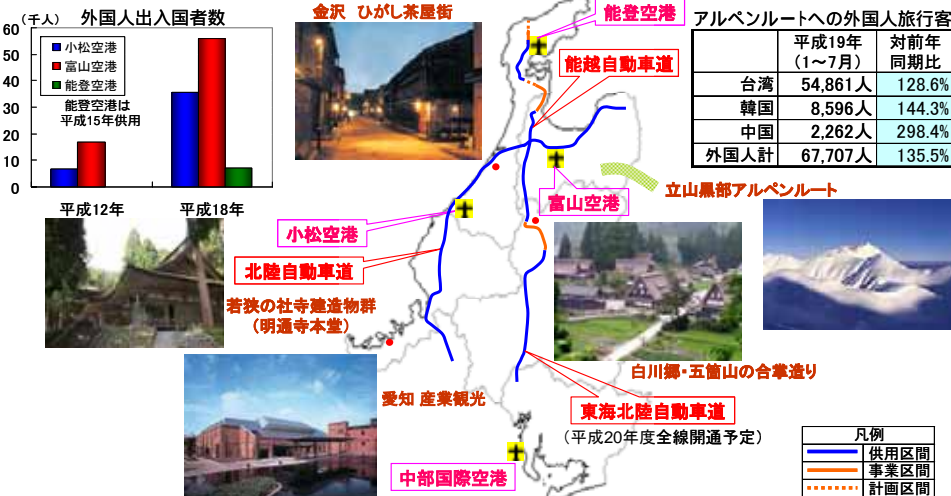 外国人出入国者数
(千人)
60
50
40
30
20
10
0
小松空港
富山空港
能登空港
能登空港は
平成15年供用
平成12年 平成18年
金沢 ひがし茶屋街
能登空港
能越自動車道
アルペンルートへの外国人旅行客
平成19年 対前年
(1~7月) 同期比
台湾 54,861人 128.6%
韓国 8,596人 144.3%
中国 2,262人 298.4%
外国人計 67,707人 135.5%
立山黒部アルペンルート
富山空港
小松空港
北陸自動車道
若狭の社寺建造物群
(明通寺本堂)
白川郷・五箇山の合掌造り
愛知 産業観光
東海北陸自動車道
(平成20年度全線開通予定)
中部国際空港
凡例
供用区間
事業区間
計画区間